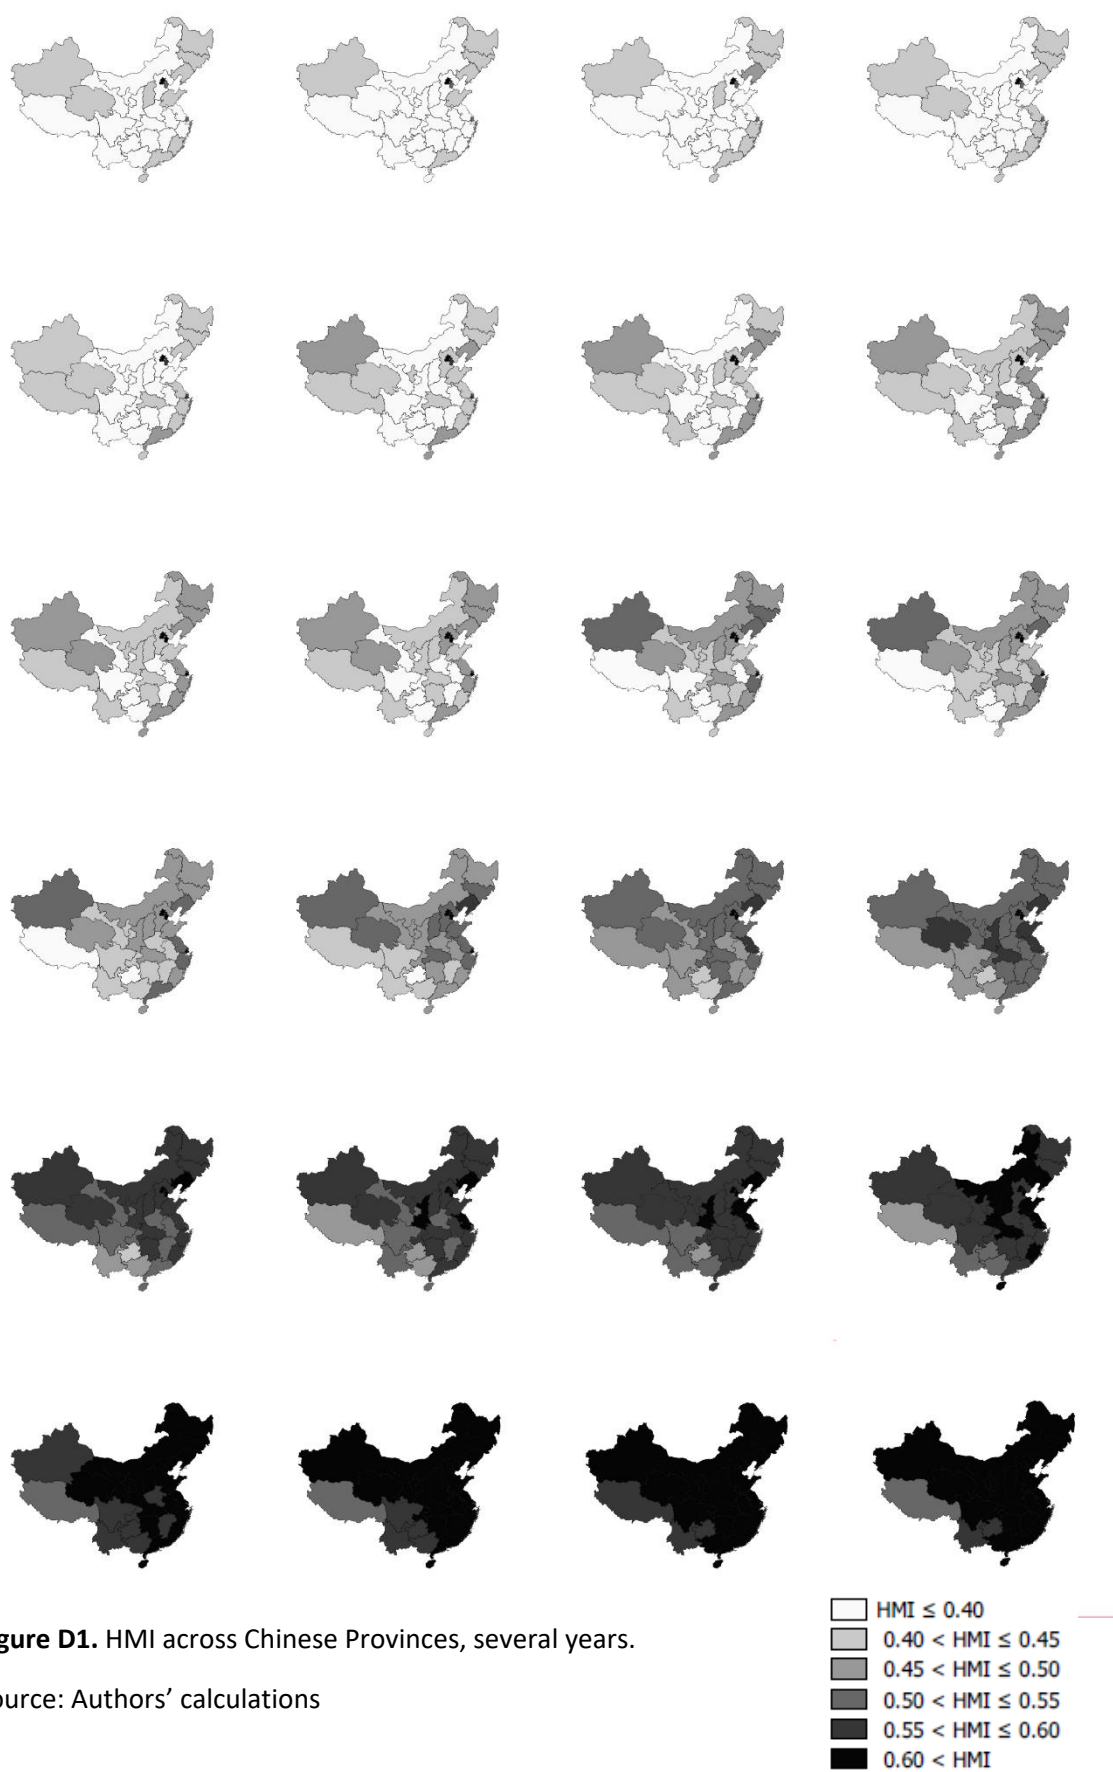 HMI ≤ 0.40
0.40 < HMI ≤ 0.45
0.45 < HMI ≤ 0.50
0.50 < HMI ≤ 0.55
0.55 < HMI ≤ 0.60
0.60 < HMI
gure D1. HMI across Chinese Provinces, several years.
ource: Authors’ calculations